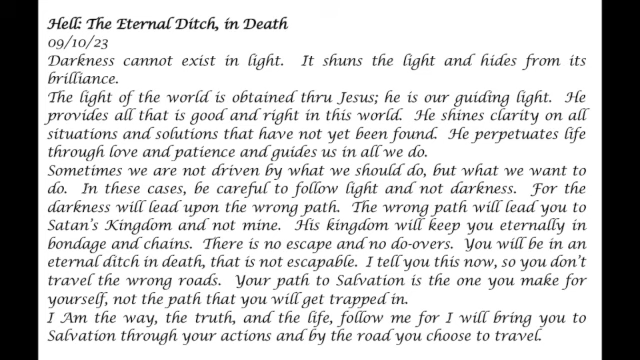 Hell: The Eternal Ditch, in Death
09/10/23
Darkness cannot exist in light. It shuns the light and hides from its
brilliance.
The light of the world is obtained thru Jesus; he is our guiding light. He
provides all that is good and right in this world. He shines clarity on all
situations and solutions that have not yet been found. He perpetuates life
through love and patience and guides us in all we do.
Sometimes we are not driven by what we should do, but what we want to
do. In these cases, be careful to follow light and not darkness. For the
darkness will lead upon the wrong path. The wrong path will lead you to
Satan's Kingdom and not mine. His kingdom will keep you eternally in
bondage and chains. There is no escape and no do-overs. You will be in an
eternal ditch in death, that is not escapable. I tell you this now, so you don't
travel the wrong roads. Your path to Salvation is the one you make for
yourself, not the path that you will get trapped in.
I Am the way, the truth, and the life, follow me for I will bring you to
Salvation through your actions and by the road you choose to travel.